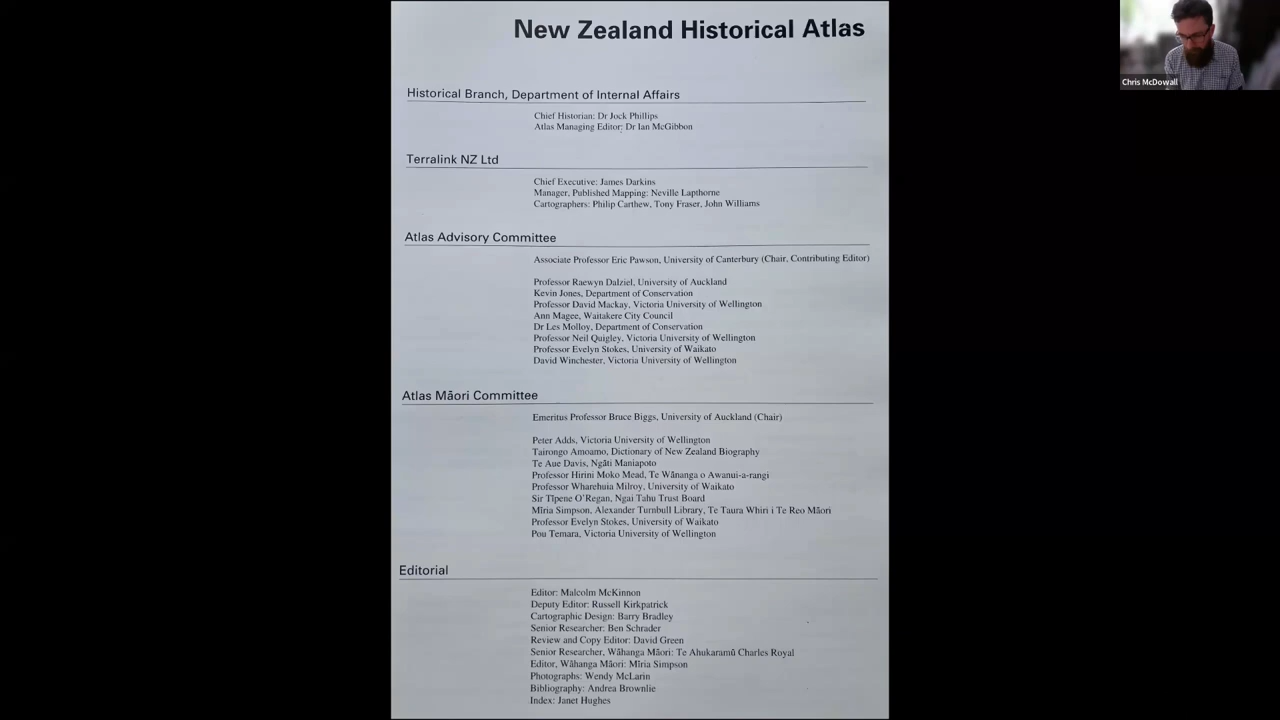 New Zealand Historical Atlas
Chris McDowall
Historical Branch, Department of Internal Affairs
Chief Historian: Dr Jock Phillips
Atlas Managing Editor: Dr Ian McGibbon
Terralink NZ Ltd
Chief Executive: James Darkins
Manager, Published Mapping: Neville Lapthorne
Cartographers: Philip Carthew, Tony Fraser, John Williams
Atlas Advisory Committee
Associate Professor Eric Pawson, University of Canterbury (Chair, Contributing Editor)
Professor Raewyn Dalziel, University of Auckland
Kevin Jones, Department of Conservation
Professor David Mackay, Victoria University of Wellington
Ann Magee, Waitakere City Council
Dr Les Molloy, Department of Conservation
Professor Neil Quigley, Victoria University of Wellington
Professor Evelyn Stokes, University of Waikato
David Winchester, Victoria University of Wellington
Atlas Māori Committee
Emeritus Professor Bruce Biggs, University of Auckland (Chair)
Peter Adds, Victoria University of Wellington
Tairongo Amoamo, Dictionary of New Zealand Biography
Te Aue Davis, Ngāti Maniapoto
Professor Hirini Moko Mead, Te Wānanga o Awanui-a-rangi
Professor Wharehuia Milroy, University of Waikato
Sir Tīpene O'Regan, Ngai Tahu Trust Board
Mīria Simpson, Alexander Turnbull Library, Te Taura Whiri i Te Reo Māori
Professor Evelyn Stokes, University of Waikato
Pou Temara, Victoria University of Wellington
Editorial
Editor: Malcolm McKinnon
Deputy Editor: Russell Kirkpatrick
Cartographic Design: Barry Bradley
Senior Researcher: Ben Schrader
Review and Copy Editor: David Green
Senior Researcher, Wāhanga Māori: Te Ahukaramū Charles Royal
Editor, Wāhanga Māori: Mīria Simpson
Photographs: Wendy McLarin
Bibliography: Andrea Brownlie
Index: Janet Hughes